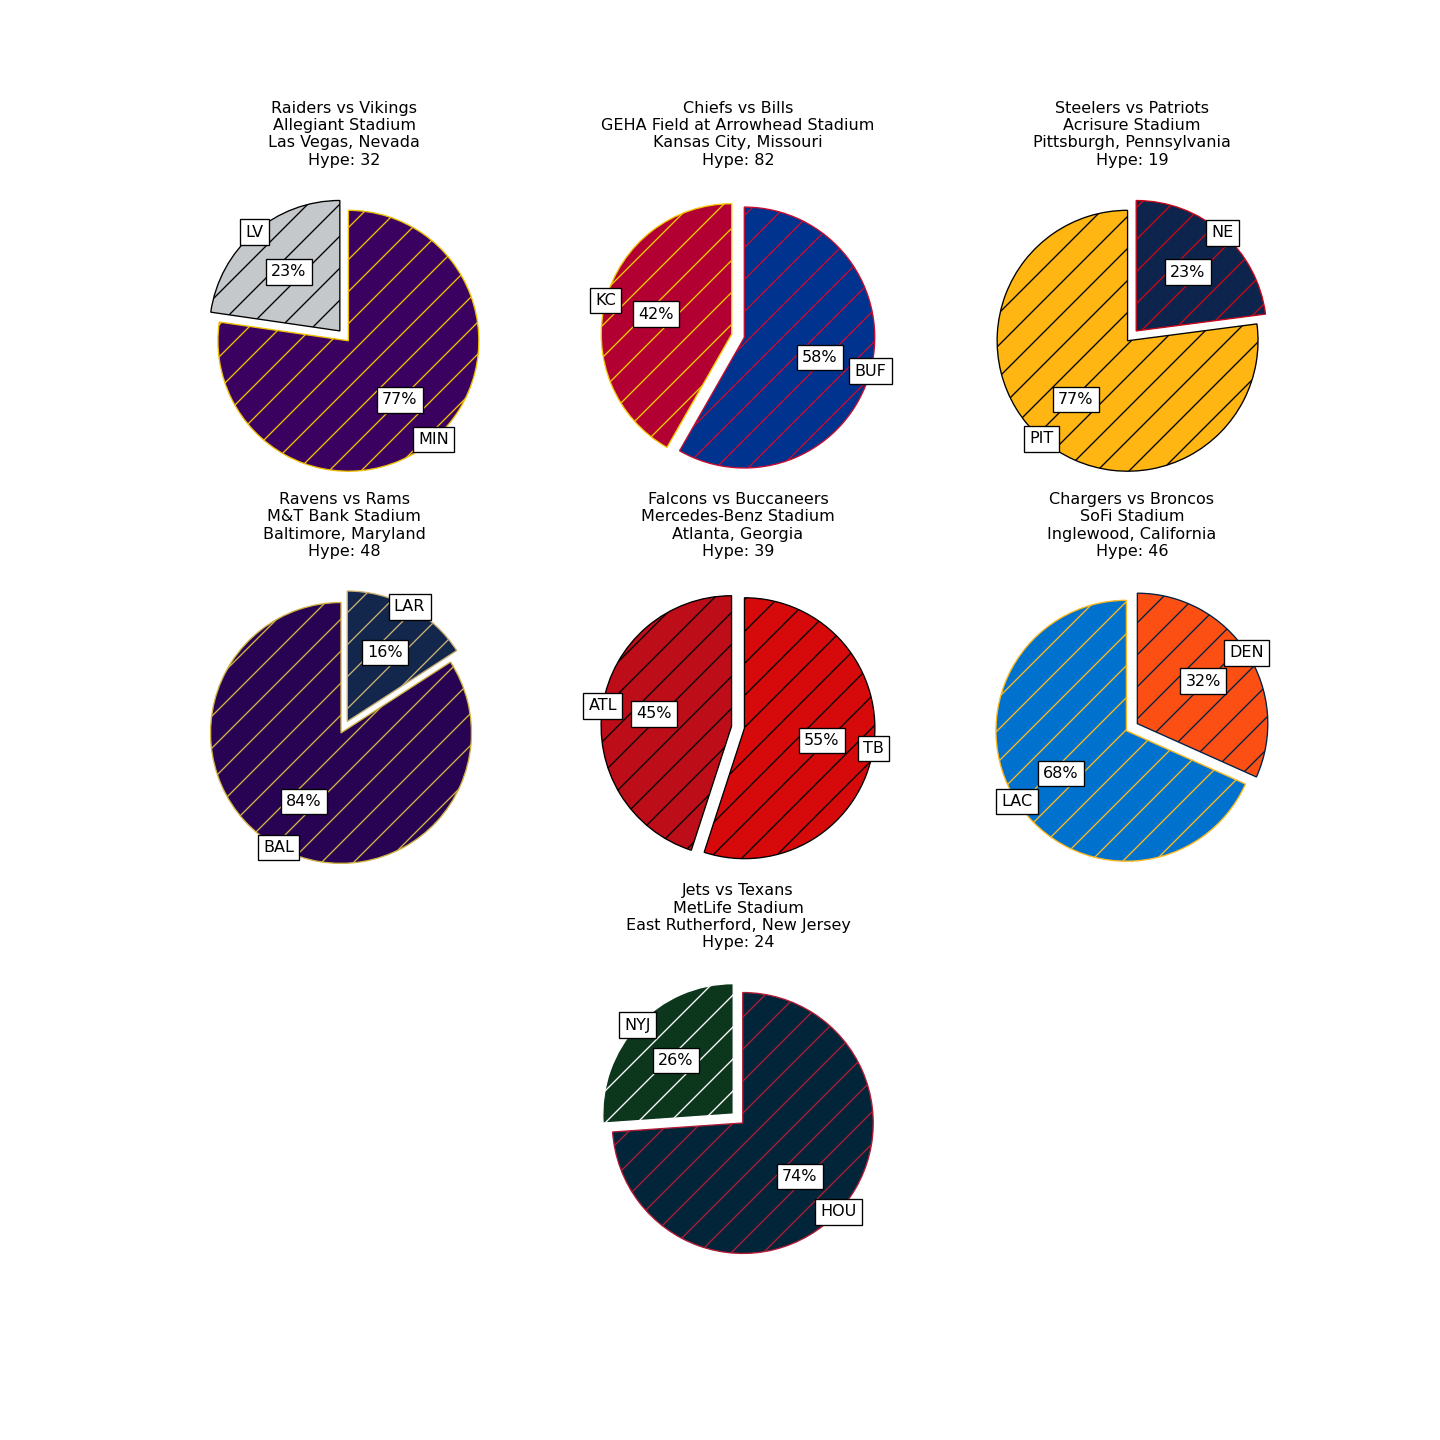 Raiders vs Vikings
Allegiant Stadium
Las Vegas, Nevada
Hype: 32
LV
23%
77%
MIN
Chiefs vs Bills
GEHA Field at Arrowhead Stadium
Kansas City, Missouri
Hype: 82
KC
42%
58%
BUF
Steelers vs Patriots
Acrisure Stadium
Pittsburgh, Pennsylvania
Hype: 19
NE
23%
77%
PIT
Ravens vs Rams
M&T Bank Stadium
Baltimore, Maryland
Hype: 48
LAR
16%
84%
BAL
Falcons vs Buccaneers
Mercedes-Benz Stadium
Atlanta, Georgia
Hype: 39
ATL
45%
55%
TB
Chargers vs Broncos
SoFi Stadium
Inglewood, California
Hype: 46
DEN
32%
68%
LAC
Jets vs Texans
MetLife Stadium
East Rutherford, New Jersey
Hype: 24
NYJ
26%
74%
HOU